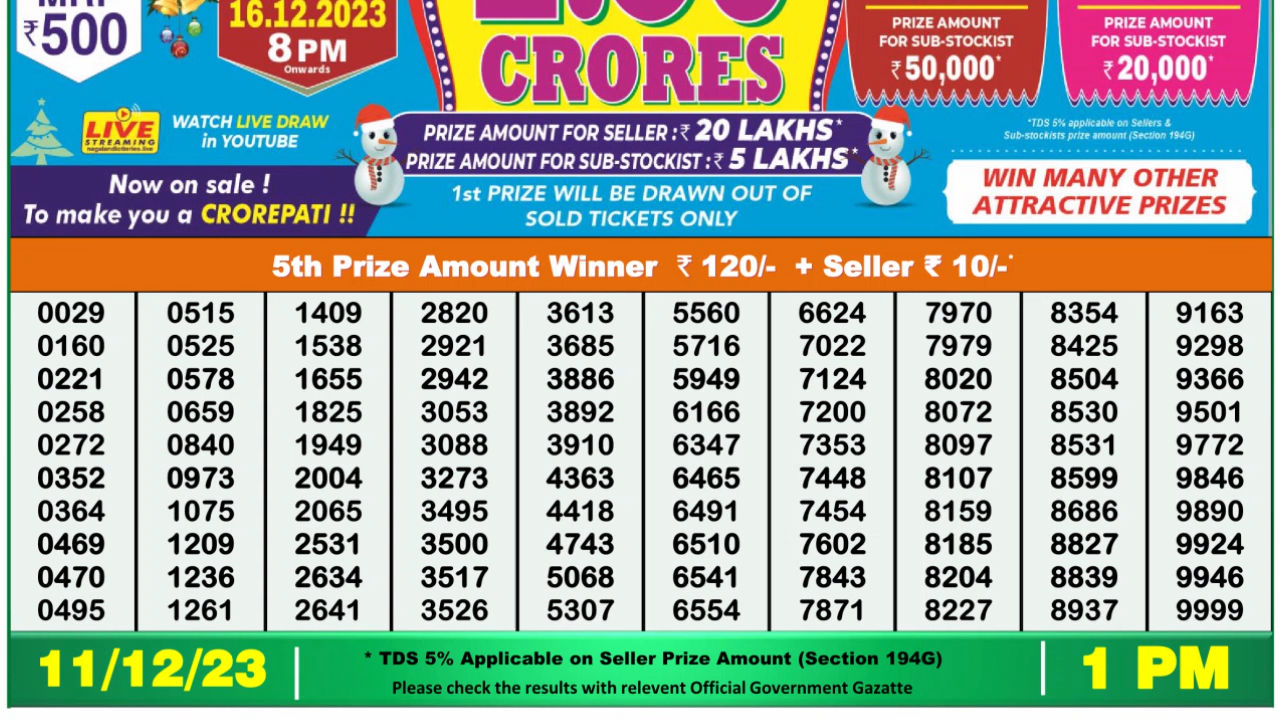 ₹500
16.12.2023
8 PM
Onwards
CRORES
PRIZE AMOUNT
FOR SUB-STOCKIST
₹50,000*
PRIZE AMOUNT
FOR SUB-STOCKIST
₹20,000*
LIVE
STREAMING
nagalandlotteries.live
WATCH LIVE DRAW
in YOUTUBE
PRIZE AMOUNT FOR SELLER :₹ 20 LAKHS*
PRIZE AMOUNT FOR SUB-STOCKIST :₹ 5 LAKHS*
*TDS 5% applicable on Sellers &
Sub-stockists prize amount (Section 194G)
Now on sale !
To make you a CROREPATI !!
1st PRIZE WILL BE DRAWN OUT OF
SOLD TICKETS ONLY
WIN MANY OTHER
ATTRACTIVE PRIZES
5th Prize Amount Winner ₹ 120/- + Seller ₹ 10/-*
0029 0515 1409 2820 3613 5560 6624 7970 8354 9163
0160 0525 1538 2921 3685 5716 7022 7979 8425 9298
0221 0578 1655 2942 3886 5949 7124 8020 8504 9366
0258 0659 1825 3053 3892 6166 7200 8072 8530 9501
0272 0840 1949 3088 3910 6347 7353 8097 8531 9772
0352 0973 2004 3273 4363 6465 7448 8107 8599 9846
0364 1075 2065 3495 4418 6491 7454 8159 8686 9890
0469 1209 2531 3500 4743 6510 7602 8185 8827 9924
0470 1236 2634 3517 5068 6541 7843 8204 8839 9946
0495 1261 2641 3526 5307 6554 7871 8227 8937 9999
11/12/23
* TDS 5% Applicable on Seller Prize Amount (Section 194G)
Please check the results with relevent Official Government Gazatte
1 PM